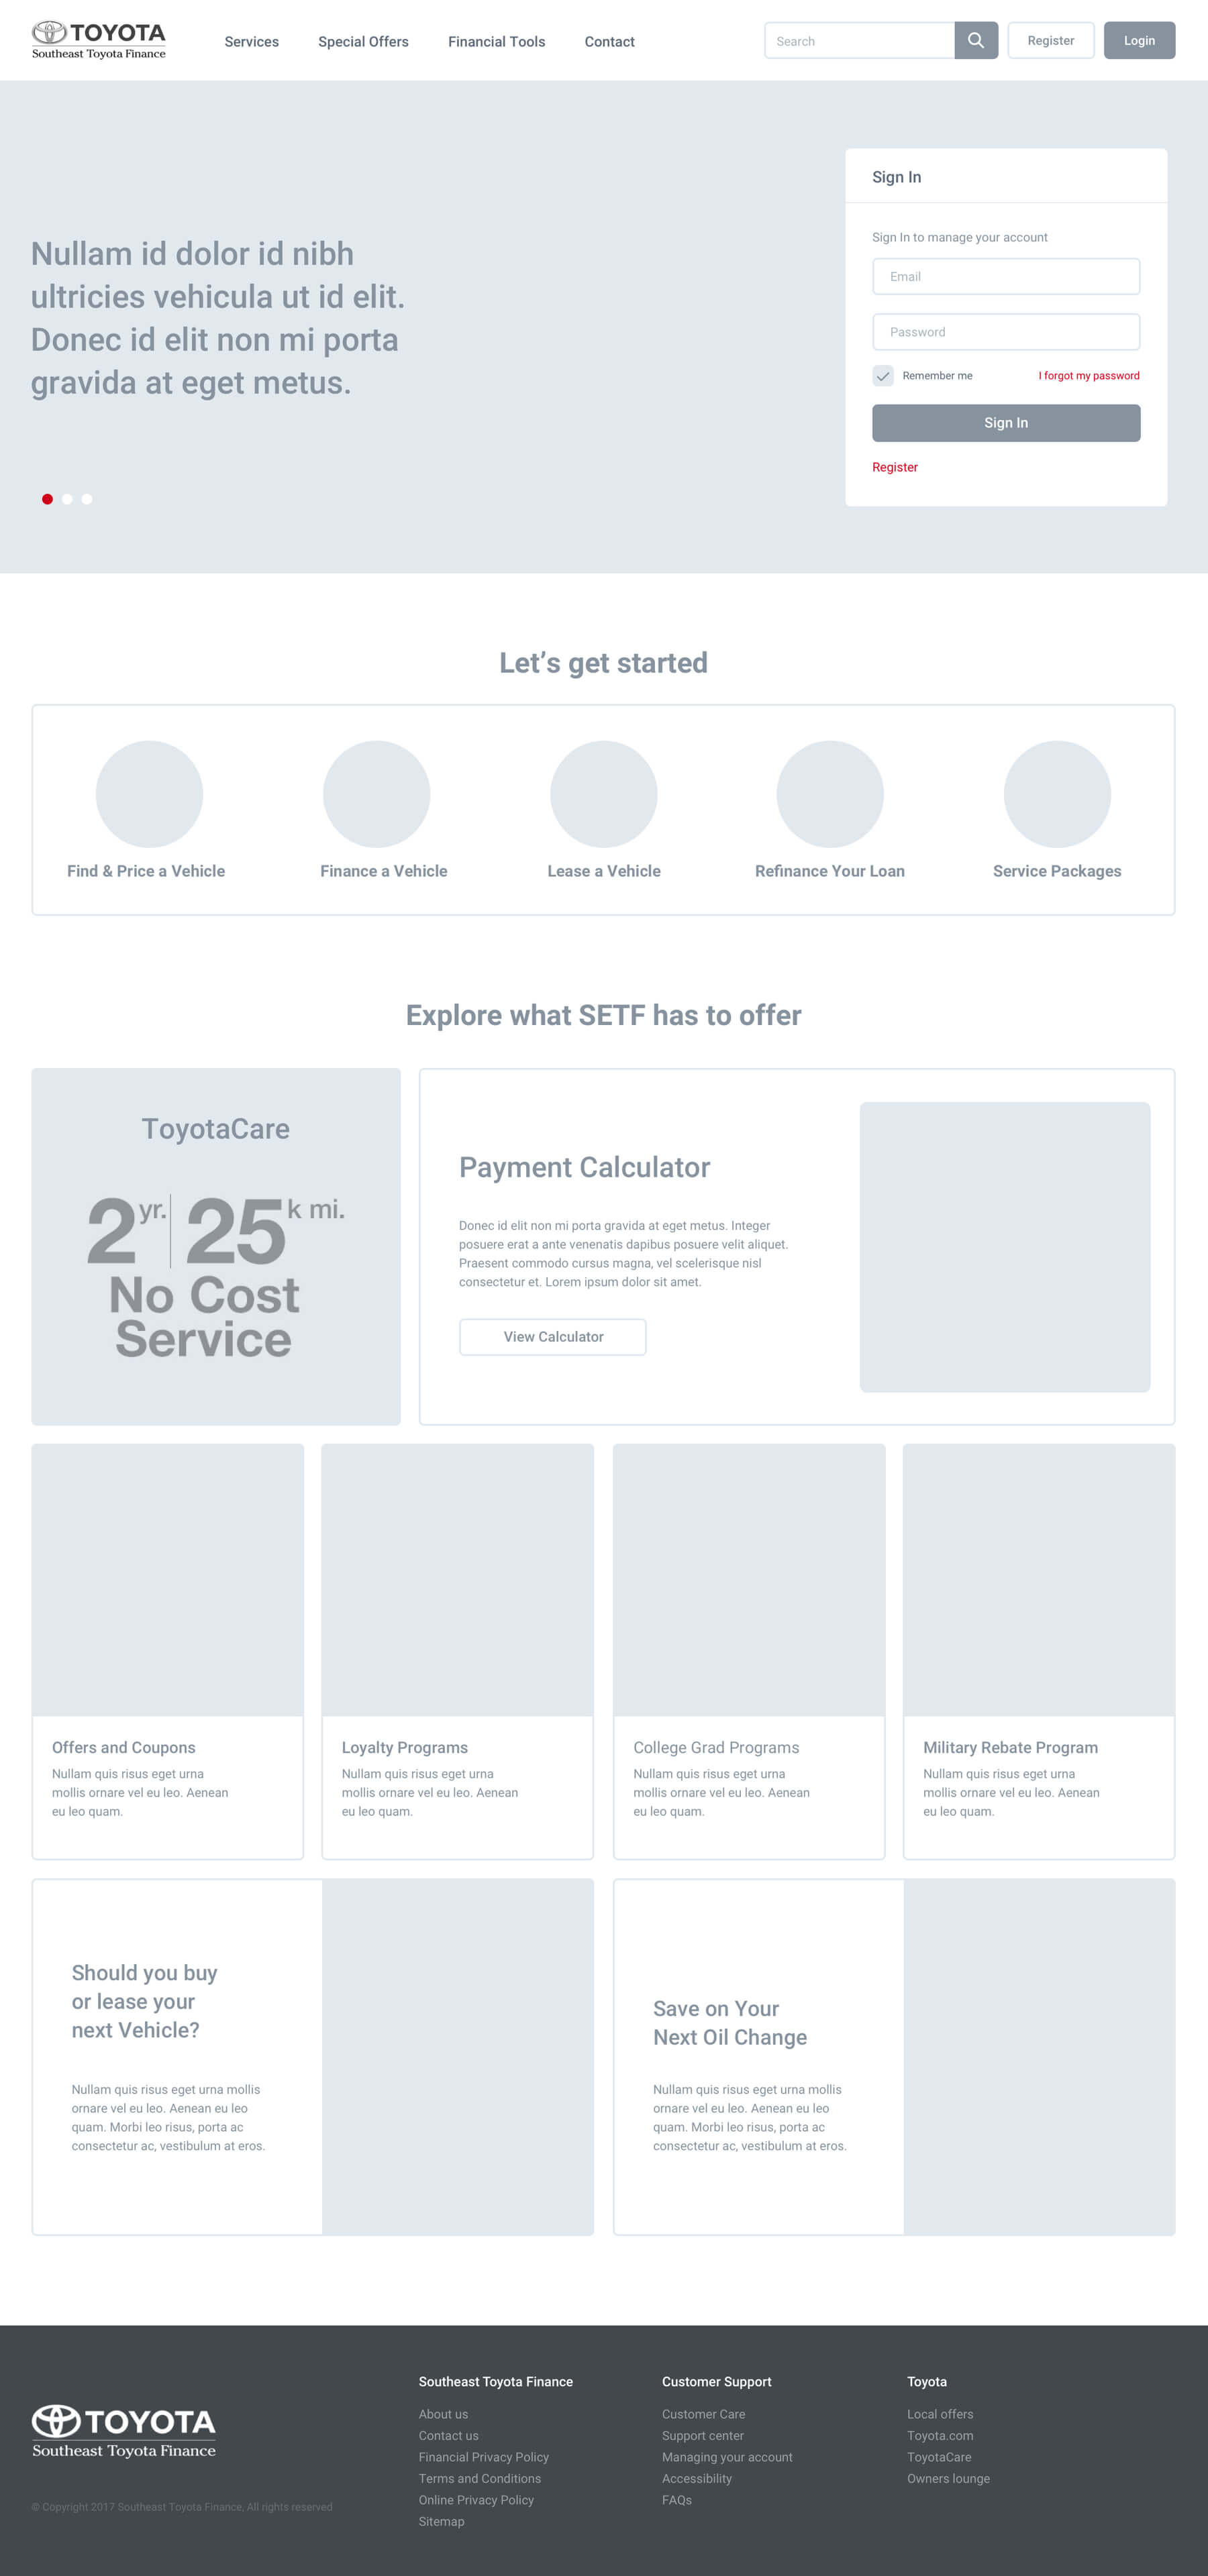 TOYOTA
Southeast Toyota Finance
Services
Special Offers
Financial Tools
Contact
Search
Register
Login
Nullam id dolor id nibh
ultricies vehicula ut id elit.
Donec id elit non mi porta
gravida at eget metus.
Sign In
Sign In to manage your account
Email
Password
Remember me
I forgot my password
Sign In
Register
Let’s get started
Find & Price a Vehicle
Finance a Vehicle
Lease a Vehicle
Refinance Your Loan
Service Packages
Explore what SETF has to offer
ToyotaCare
2 yr. 25 k mi.
No Cost
Service
Payment Calculator
Donec id elit non mi porta gravida at eget metus. Integer
posuere erat a ante venenatis dapibus posuere velit aliquet.
Praesent commodo cursus magna, vel scelerisque nisl
consectetur et. Lorem ipsum dolor sit amet.
View Calculator
Offers and Coupons
Nullam quis risus eget urna
mollis ornare vel eu leo. Aenean
eu leo quam.
Loyalty Programs
Nullam quis risus eget urna
mollis ornare vel eu leo. Aenean
eu leo quam.
College Grad Programs
Nullam quis risus eget urna
mollis ornare vel eu leo. Aenean
eu leo quam.
Military Rebate Program
Nullam quis risus eget urna
mollis ornare vel eu leo. Aenean
eu leo quam.
Should you buy
or lease your
next Vehicle?
Nullam quis risus eget urna mollis
ornare vel eu leo. Aenean eu leo
quam. Morbi leo risus, porta ac
consectetur ac, vestibulum at eros.
Save on Your
Next Oil Change
Nullam quis risus eget urna mollis
ornare vel eu leo. Aenean eu leo
quam. Morbi leo risus, porta ac
consectetur ac, vestibulum at eros.
TOYOTA
Southeast Toyota Finance
© Copyright 2017 Southeast Toyota Finance, All rights reserved
Southeast Toyota Finance
About us
Contact us
Financial Privacy Policy
Terms and Conditions
Online Privacy Policy
Sitemap
Customer Support
Customer Care
Support center
Managing your account
Accessibility
FAQs
Toyota
Local offers
Toyota.com
ToyotaCare
Owners lounge